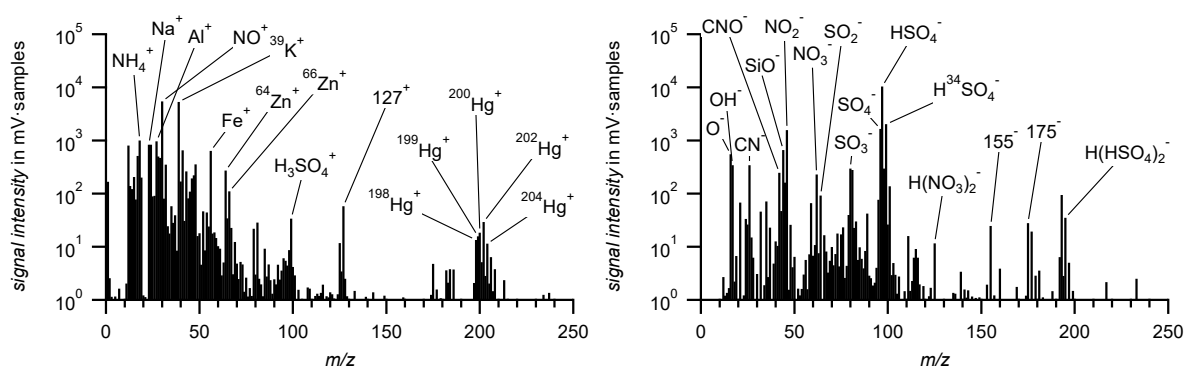 signal intensity in mV·samples
10⁵
10⁴
10³
10²
10¹
10⁰
0
50
100
150
200
250
m/z
NH₄⁺
Na⁺
Al⁺
NO⁺
³⁹K⁺
Fe⁺
⁶⁴Zn⁺
⁶⁶Zn⁺
H₃SO₄⁺
127⁺
¹⁹⁸Hg⁺
¹⁹⁹Hg⁺
²⁰⁰Hg⁺
²⁰²Hg⁺
²⁰⁴Hg⁺
signal intensity in mV·samples
10⁵
10⁴
10³
10²
10¹
10⁰
0
50
100
150
200
250
m/z
O⁻
OH⁻
CN⁻
CNO⁻
SiO⁻
NO₂⁻
NO₃⁻
SO₂⁻
SO₃⁻
SO₄⁻
HSO₄⁻
H³⁴SO₄⁻
H(NO₃)₂⁻
155⁻
175⁻
H(HSO₄)₂⁻